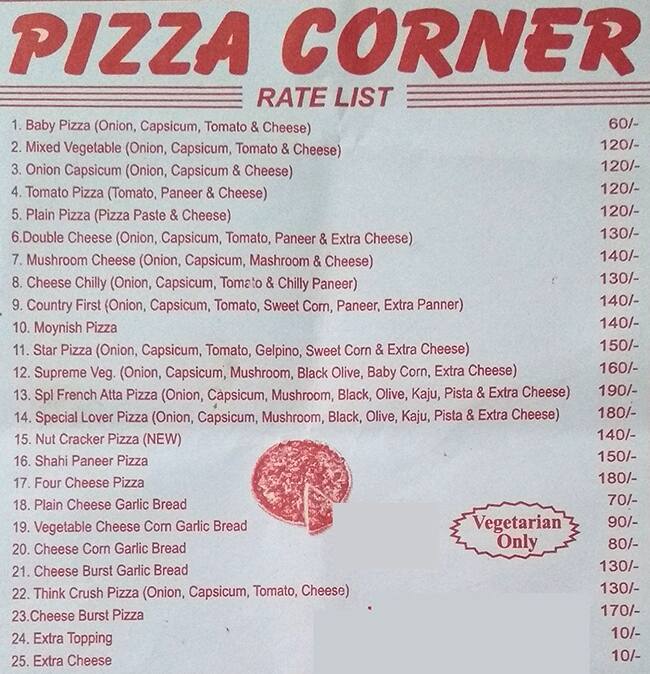 PIZZA CORNER
RATE LIST
1. Baby Pizza (Onion, Capsicum, Tomato & Cheese) 60/-
2. Mixed Vegetable (Onion, Capsicum, Tomato & Cheese) 120/-
3. Onion Capsicum (Onion, Capsicum & Cheese) 120/-
4. Tomato Pizza (Tomato, Paneer & Cheese) 120/-
5. Plain Pizza (Pizza Paste & Cheese) 120/-
6.Double Cheese (Onion, Capsicum, Tomato, Paneer & Extra Cheese) 130/-
7. Mushroom Cheese (Onion, Capsicum, Mashroom & Cheese) 140/-
8. Cheese Chilly (Onion, Capsicum, Tomato & Chilly Paneer) 130/-
9. Country First (Onion, Capsicum, Tomato, Sweet Corn, Paneer, Extra Panner) 140/-
10. Moynish Pizza 140/-
11. Star Pizza (Onion, Capsicum, Tomato, Gelpino, Sweet Corn & Extra Cheese) 150/-
12. Supreme Veg. (Onion, Capsicum, Mushroom, Black Olive, Baby Corn, Extra Cheese) 160/-
13. Spl French Atta Pizza (Onion, Capsicum, Mushroom, Black, Olive, Kaju, Pista & Extra Cheese) 190/-
14. Special Lover Pizza (Onion, Capsicum, Mushroom, Black, Olive, Kaju, Pista & Extra Cheese) 180/-
15. Nut Cracker Pizza (NEW) 140/-
16. Shahi Paneer Pizza 150/-
17. Four Cheese Pizza 180/-
18. Plain Cheese Garlic Bread 70/-
19. Vegetable Cheese Corn Garlic Bread 90/-
20. Cheese Corn Garlic Bread 80/-
21. Cheese Burst Garlic Bread 130/-
22. Think Crush Pizza (Onion, Capsicum, Tomato, Cheese) 130/-
23.Cheese Burst Pizza 170/-
24. Extra Topping 10/-
25. Extra Cheese 10/-
Vegetarian
Only